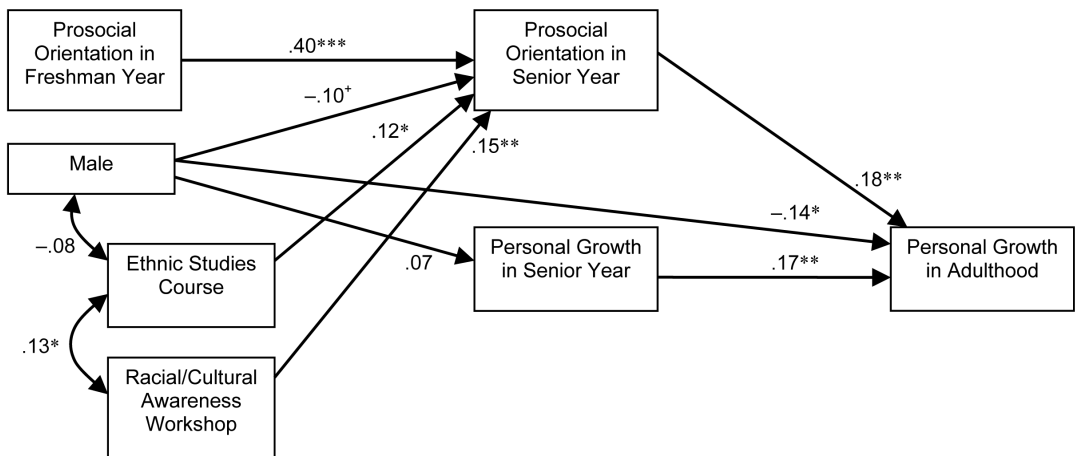 Prosocial
Orientation in
Freshman Year
.40***
Prosocial
Orientation in
Senior Year
–.10+
.12*
.15**
Male
.18**
–.14*
–.08
Ethnic Studies
Course
.07
Personal Growth
in Senior Year
.17**
Personal Growth
in Adulthood
.13*
Racial/Cultural
Awareness
Workshop